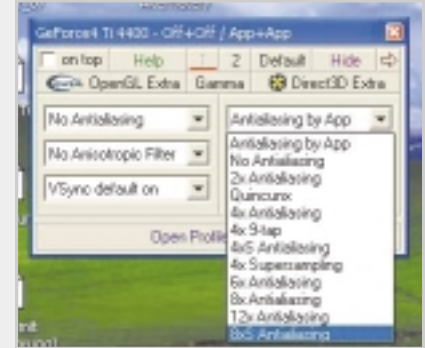 GeForce4 Ti 4400 - Off+Off / App+App
on top Help 1 2 Default Hide
OpenGL Extra Gamma Direct3D Extra
No Antialiasing
Antialiasing by App
No Anisotropic Filter
VSync default on
Antialiasing by App
No Antialiasing
2x Antialiasing
Quincunx
4x Antialiasing
4x 9-tap
4xS Antialiasing
4x Supersampling
6x Antialiasing
8x Antialiasing
12x Antialiasing
8xS Antialiasing
Open